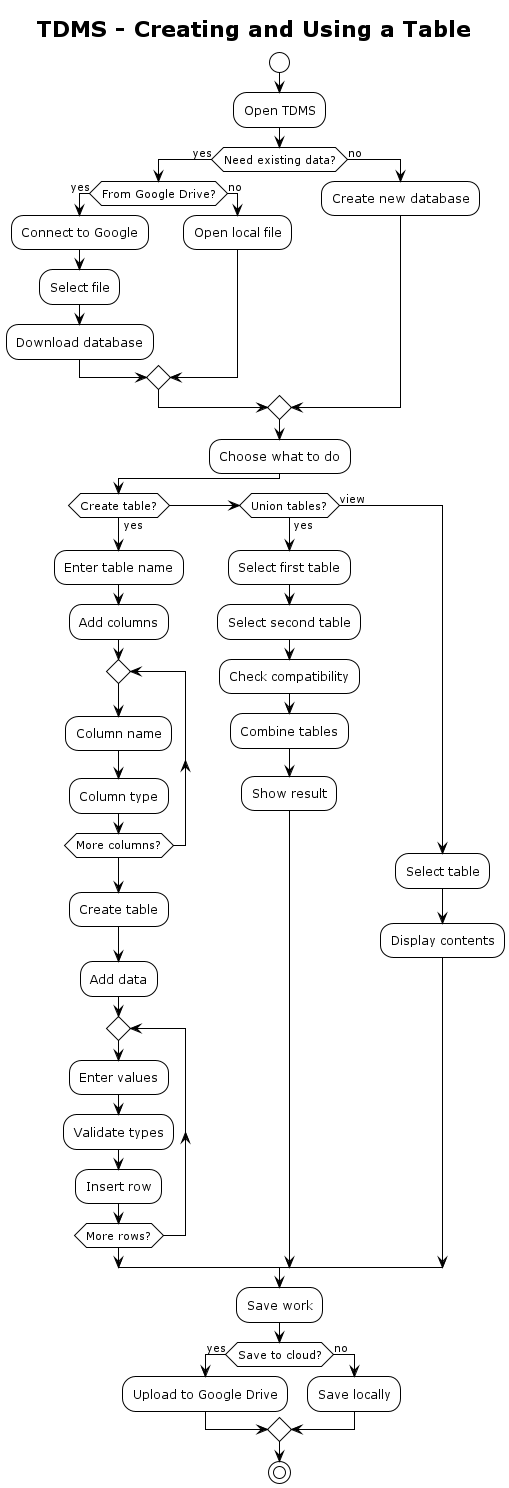 TDMS - Creating and Using a Table
Open TDMS
yes
Need existing data?
no
yes
From Google Drive?
no
Create new database
Connect to Google
Open local file
Select file
Download database
Choose what to do
Create table?
Union tables?
view
yes
yes
Enter table name
Select first table
Add columns
Select second table
Check compatibility
Column name
Combine tables
Column type
Show result
More columns?
Select table
Create table
Display contents
Add data
Enter values
Validate types
Insert row
More rows?
Save work
yes
Save to cloud?
no
Upload to Google Drive
Save locally